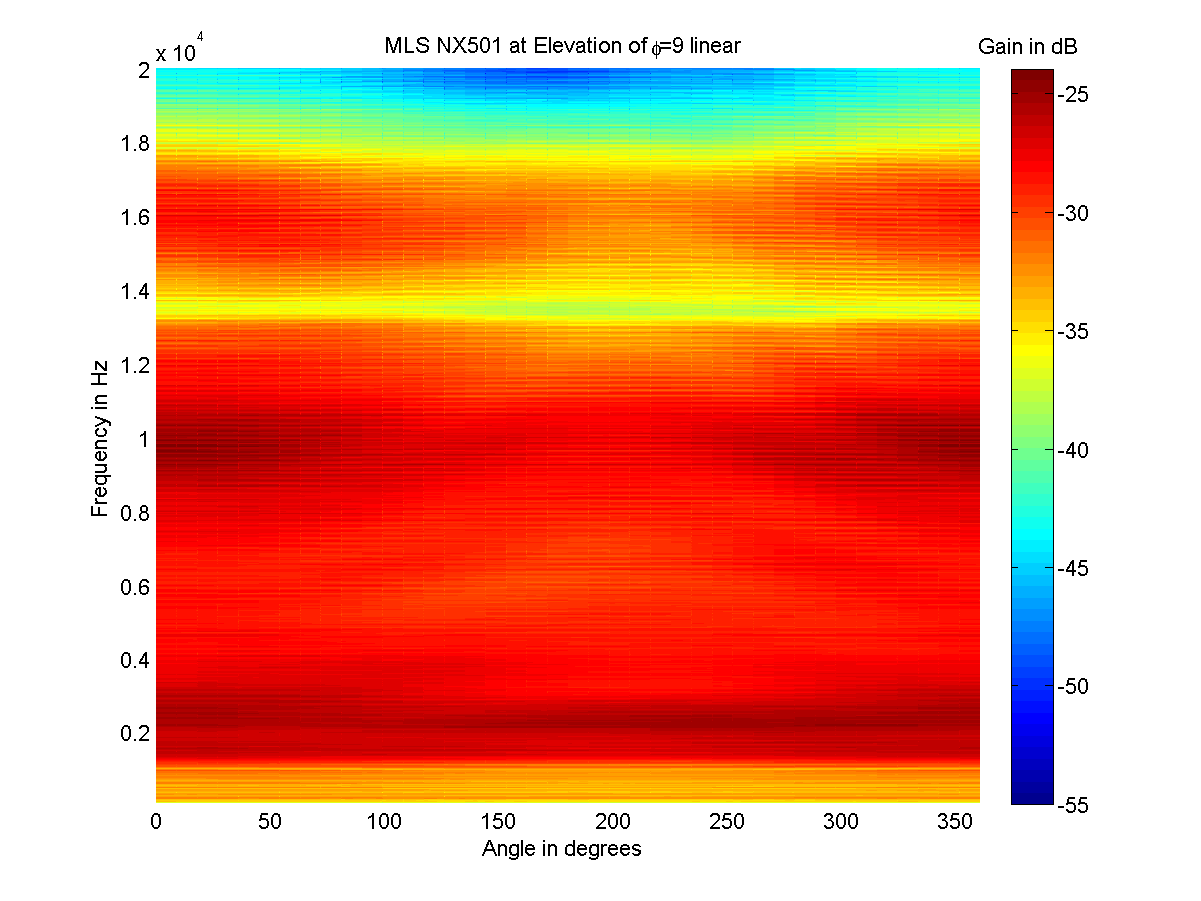 MLS NX501 at Elevation of ϕ=9 linear
Gain in dB
x 10^4
2
1.8
1.6
1.4
1.2
1
0.8
0.6
0.4
0.2
Frequency in Hz
0 50 100 150 200 250 300 350
Angle in degrees
-25
-30
-35
-40
-45
-50
-55